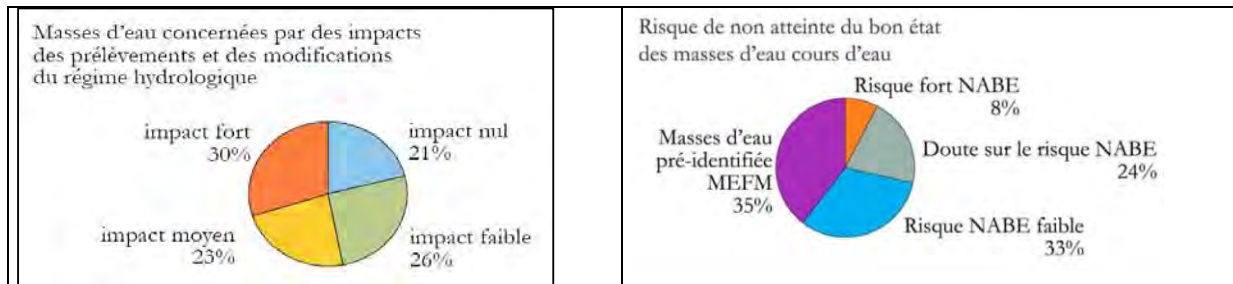 Masses d'eau concernées par des impacts
des prélèvements et des modifications
du régime hydrologique
impact fort
30%
impact nul
21%
impact moyen
23%
impact faible
26%
Risque de non atteinte du bon état
des masses d'eau cours d'eau
Risque fort NABE
8%
Masses d'eau
pré-identifiée
MEFM
35%
Doute sur le risque NABE
24%
Risque NABE faible
33%